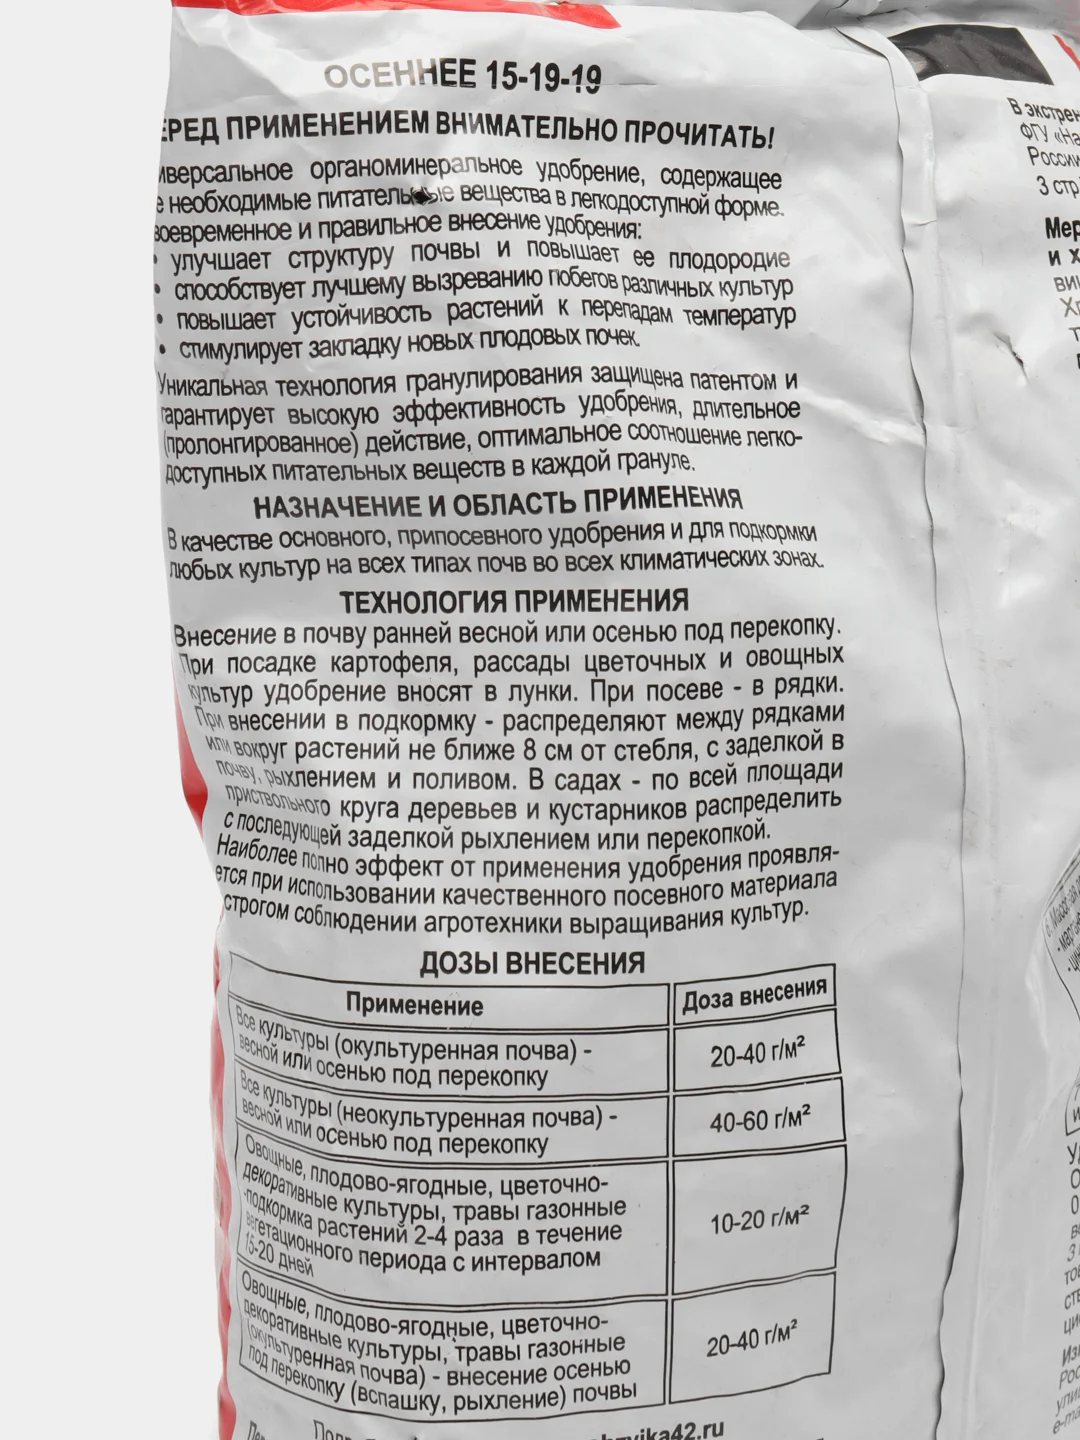 ОСЕННЕЕ 15-19-19
ЕРЕД ПРИМЕНЕНИЕМ ВНИМАТЕЛЬНО ПРОЧИТАТЬ!
иверсальное органоминеральное удобрение, содержащее
е необходимые питательные вещества в легкодоступной форме.
воевременное и правильное внесение удобрения:
• улучшает структуру почвы и повышает ее плодородие
• способствует лучшему вызреванию побегов различных культур
• повышает устойчивость растений к перепадам температур
• стимулирует закладку новых плодовых почек.
Уникальная технология гранулирования защищена патентом и
гарантирует высокую эффективность удобрения, длительное
(пролонгированное) действие, оптимальное соотношение легко-
доступных питательных веществ в каждой грануле.
НАЗНАЧЕНИЕ И ОБЛАСТЬ ПРИМЕНЕНИЯ
В качестве основного, припосевного удобрения и для подкормки
любых культур на всех типах почв во всех климатических зонах.
ТЕХНОЛОГИЯ ПРИМЕНЕНИЯ
Внесение в почву ранней весной или осенью под перекопку.
При посадке картофеля, рассады цветочных и овощных
культур удобрение вносят в лунки. При посеве - в рядки.
При внесении в подкормку - распределяют между рядками
или вокруг растений не ближе 8 см от стебля, с заделкой в
почву, рыхлением и поливом. В садах - по всей площади
приствольного круга деревьев и кустарников распределить
с последующей заделкой рыхлением или перекопкой.
Наиболее полно эффект от применения удобрения проявля-
ется при использовании качественного посевного материала
строгом соблюдении агротехники выращивания культур.
ДОЗЫ ВНЕСЕНИЯ
Применение Доза внесения
Все культуры (окультуренная почва) -
весной или осенью под перекопку
20-40 г/м²
Все культуры (неокультуренная почва) -
весной или осенью под перекопку
40-60 г/м²
Овощные, плодово-ягодные, цветочно-
декоративные культуры, травы газонные
-подкормка растений 2-4 раза в течение
вегетационного периода с интервалом
15-20 дней
10-20 г/м²
Овощные, плодово-ягодные, цветочно-
декоративные культуры, травы газонные
(окультуренная почва) - внесение осенью
под перекопку (вспашку, рыхление) почвы
20-40 г/м²
В экстрен
ФГУ «На
Росси
3 стр
Мер
и х